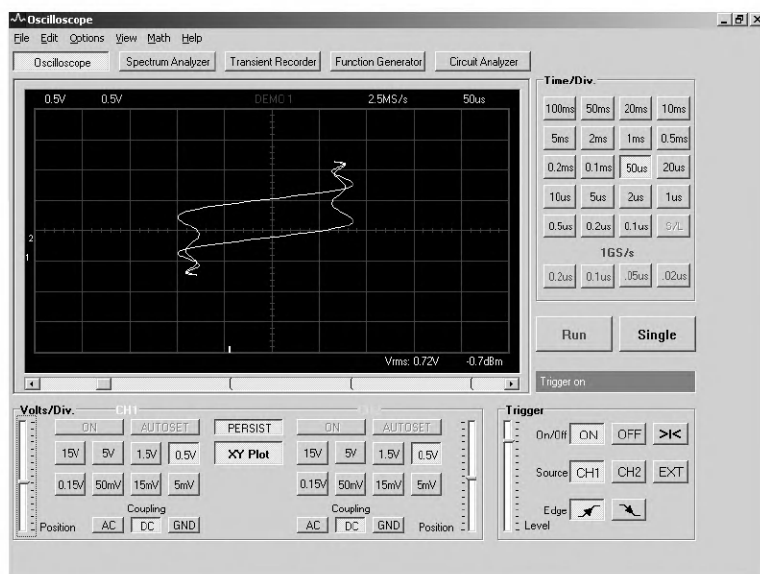 Oscilloscope
File Edit Options View Math Help
Oscilloscope Spectrum Analyzer Transient Recorder Function Generator Circuit Analyzer
0.5V 0.5V DEMO 1 2.5MS/s 50us
2
1
Vrms: 0.72V -0.7dBm
Time/Div.
100ms 50ms 20ms 10ms
5ms 2ms 1ms 0.5ms
0.2ms 0.1ms 50us 20us
10us 5us 2us 1us
0.5us 0.2us 0.1us S/L
1GS/s
0.2us 0.1us .05us .02us
Run Single
Trigger on
Volts/Div. CH1
ON AUTOSET PERSIST ON AUTOSET
15V 5V 1.5V 0.5V XY Plot 15V 5V 1.5V 0.5V
0.15V 50mV 15mV 5mV 0.15V 50mV 15mV 5mV
Coupling Coupling
Position AC DC GND AC DC GND Position
Trigger
On/Off ON OFF >I<
Source CH1 CH2 EXT
Edge
Level